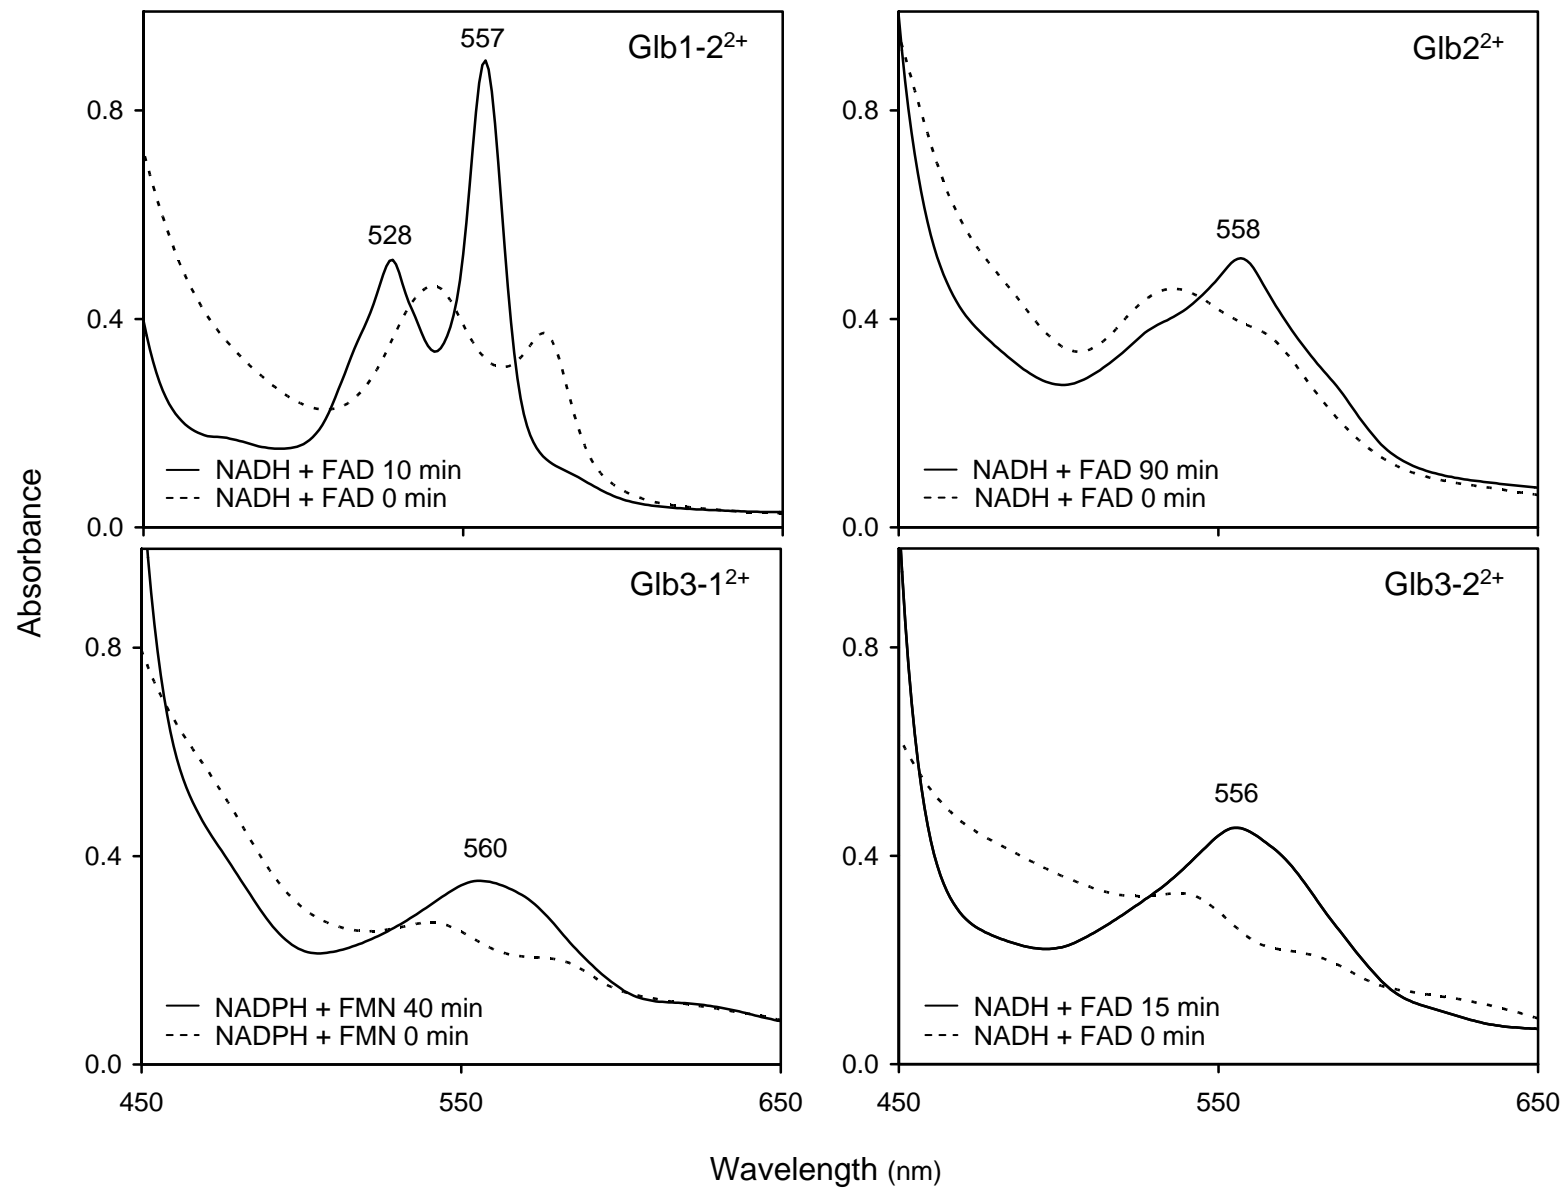 557
Glb1-2²⁺
0.8
528
0.4
NADH + FAD 10 min
NADH + FAD 0 min
0.0
Glb2²⁺
0.8
558
0.4
NADH + FAD 90 min
NADH + FAD 0 min
0.0
Absorbance
Glb3-1²⁺
0.8
560
0.4
NADPH + FMN 40 min
NADPH + FMN 0 min
0.0
450 550 650
Glb3-2²⁺
0.8
556
0.4
NADH + FAD 15 min
NADH + FAD 0 min
0.0
450 550 650
Wavelength (nm)